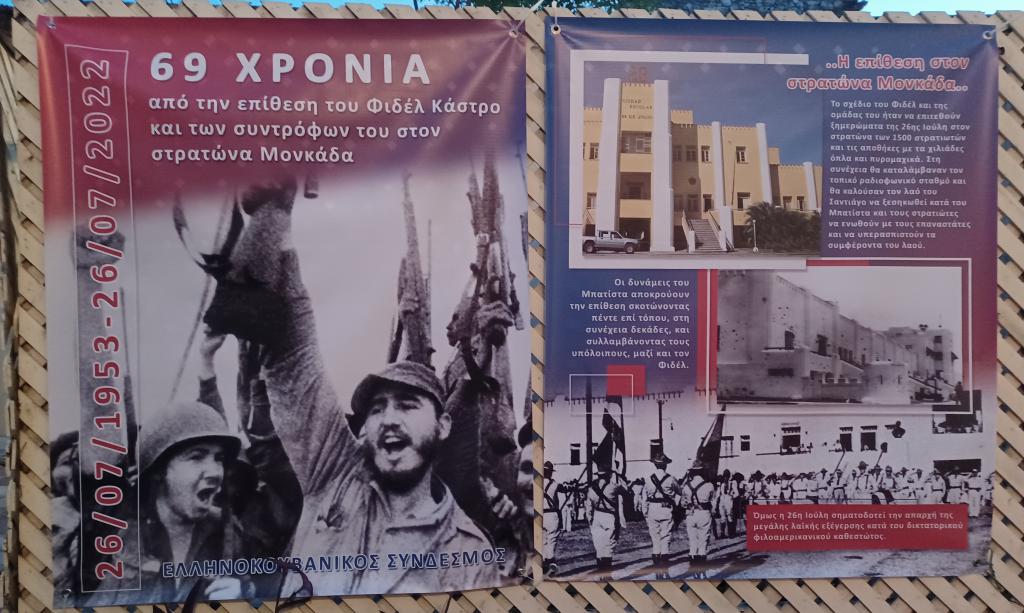 26/07/1953-26/07/2022
69 ΧΡΟΝΙΑ
από την επίθεση του Φιδέλ Κάστρο
και των συντρόφων του στον
στρατώνα Μονκάδα
ΕΛΛΗΝΟΚΟΥΒΑΝΙΚΟΣ ΣΥΝΔΕΣΜΟΣ
..Η επίθεση στον
στρατώνα Μονκάδα..
Το σχέδιο του Φιδέλ και της
ομάδας του ήταν να επιτεθούν
ξημερώματα της 26ης Ιούλη στον
στρατώνα των 1500 στρατιωτών
και τις αποθήκες με τα χιλιάδες
όπλα και πυρομαχικά. Στη
συνέχεια θα καταλάμβαναν τον
τοπικό ραδιοφωνικό σταθμό και
θα καλούσαν τον λαό του
Σαντιάγο να ξεσηκωθεί κατά του
Μπατίστα και τους στρατιώτες
να ενωθούν με τους επαναστάτες
και να υπερασπιστούν τα
συμφέροντα του λαού.
Οι δυνάμεις του
Μπατίστα αποκρούουν
την επίθεση σκοτώνοντας
πέντε επί τόπου, στη
συνέχεια δεκάδες, και
συλλαμβάνοντας τους
υπόλοιπους, μαζί και τον
Φιδέλ.
Όμως η 26η Ιούλη σηματοδοτεί την απαρχή της
μεγάλης λαϊκής εξέγερσης κατά του δικτατορικού
φιλοαμερικανικού καθεστώτος.